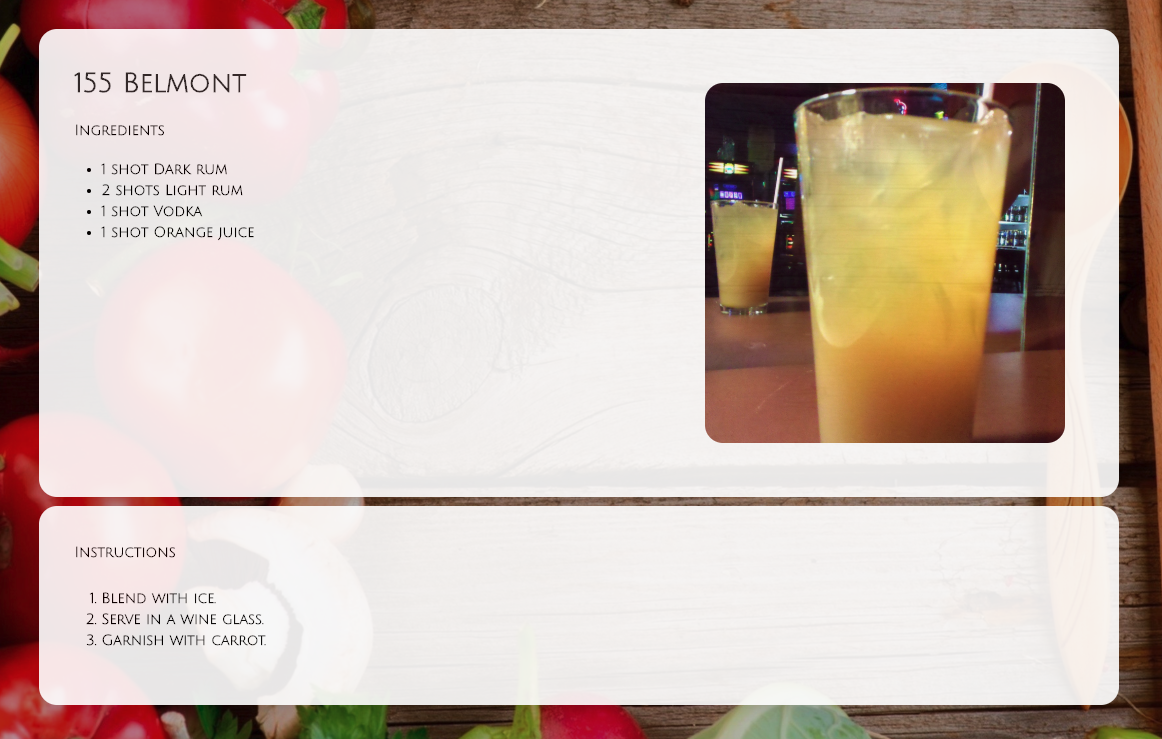 155 Belmont
Ingredients
1 shot Dark rum
2 shots Light rum
1 shot Vodka
1 shot Orange juice
Instructions
1. Blend with ice.
2. Serve in a wine glass.
3. Garnish with carrot.